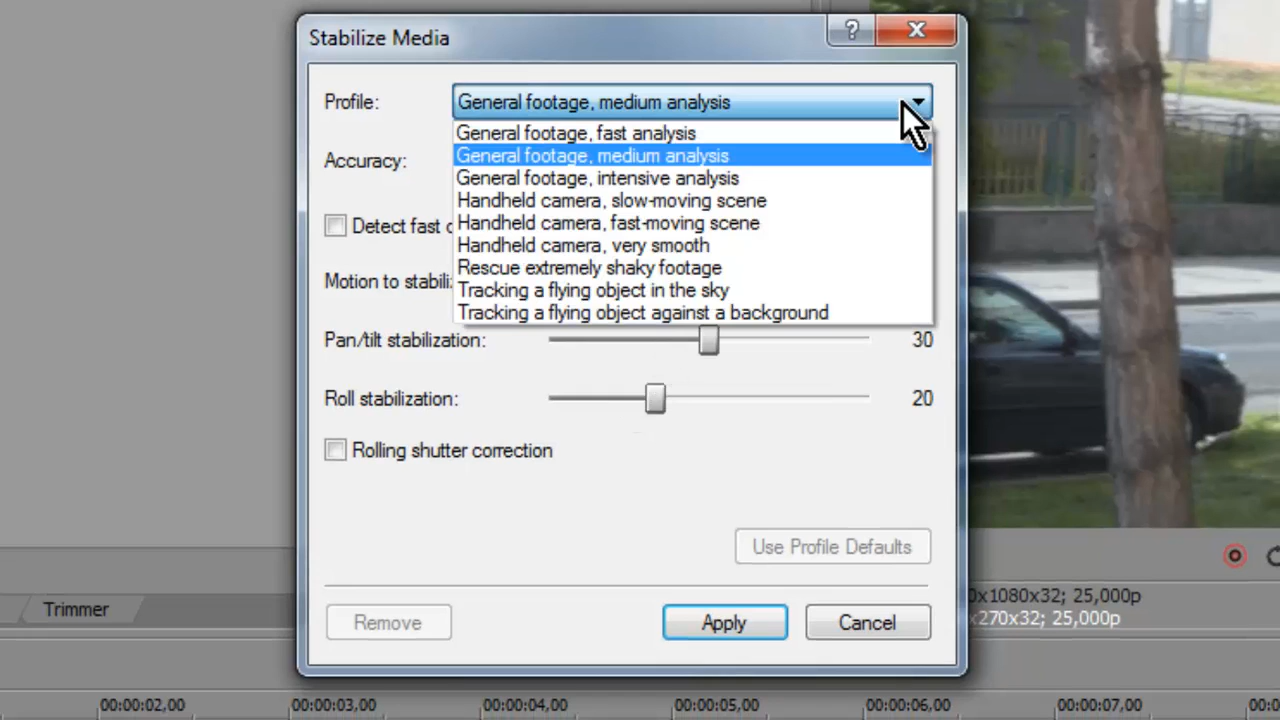 Stabilize Media
?
Profile:
General footage, medium analysis
General footage, fast analysis
General footage, medium analysis
General footage, intensive analysis
Handheld camera, slow-moving scene
Handheld camera, fast-moving scene
Handheld camera, very smooth
Rescue extremely shaky footage
Tracking a flying object in the sky
Tracking a flying object against a background
Accuracy:
Detect fast
Motion to
Pan/tilt stabilization: 30
Roll stabilization: 20
Rolling shutter correction
Use Profile Defaults
Remove Apply Cancel
Trimmer
0x1080x32; 25,000p
x270x32; 25,000p
00:00:02,00 00:00:03,00 00:00:04,00 00:00:05,00 00:00:06,00 00:00:07,00